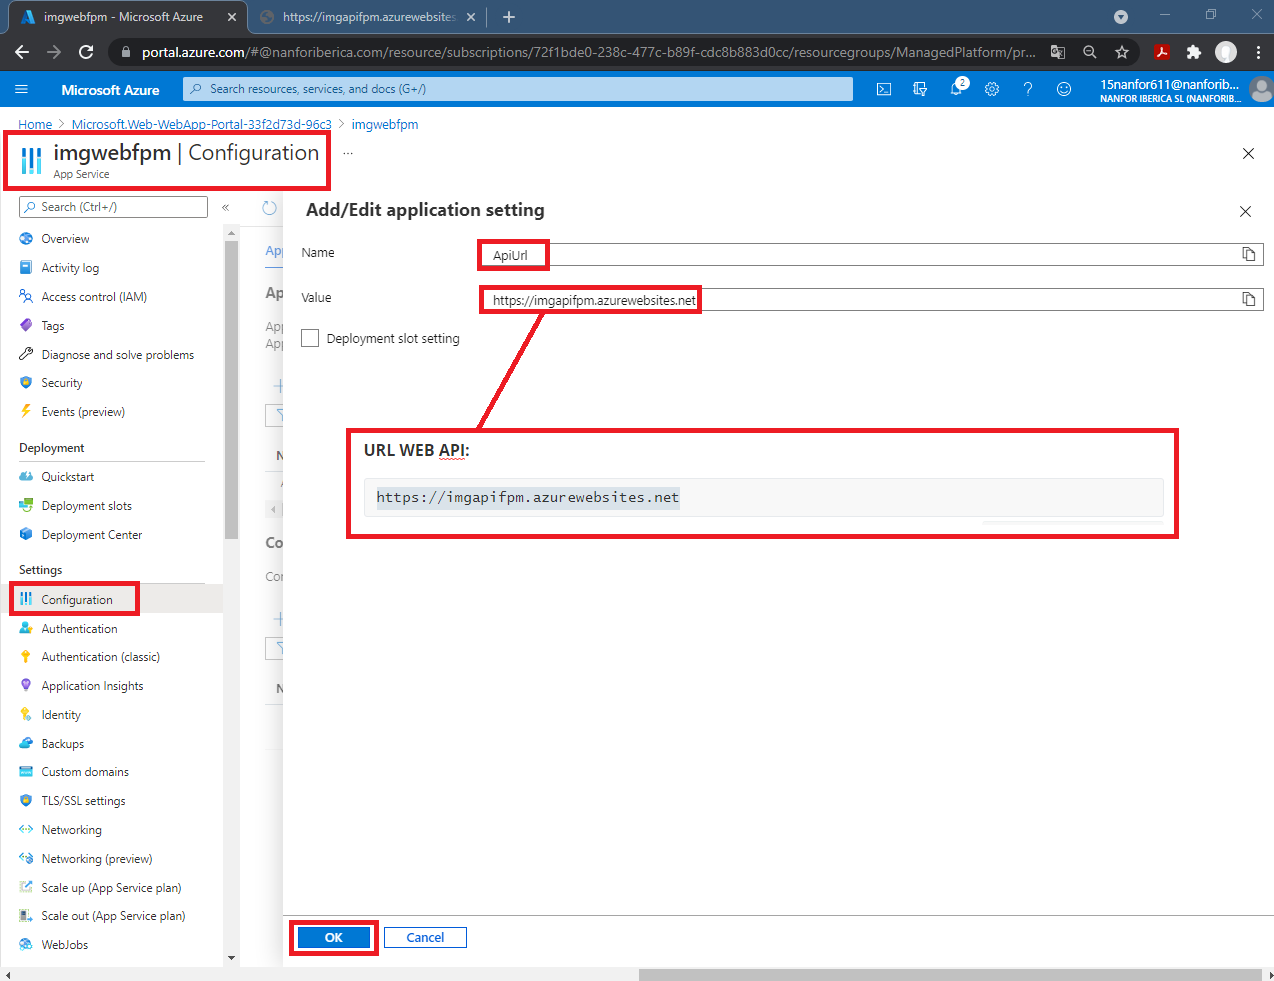 imgwebfpm - Microsoft Azure
https://imgapifpm.azurewebsites.
portal.azure.com/#@nanforiberica.com/resource/subscriptions/72f1bde0-238c-477c-b89f-cdc8b883d0cc/resourcegroups/ManagedPlatform/pr...
Microsoft Azure
Search resources, services, and docs (G+/)
2
15nanfor611@nanforib...
NANFOR IBERICA SL (NANFORIB...
Home > Microsoft.Web-WebApp-Portal-33f2d73d-96c3 > imgwebfpm
imgwebfpm | Configuration ...
App Service
Search (Ctrl+/)
«
Add/Edit application setting
Overview
Activity log
Access control (IAM)
Tags
Diagnose and solve problems
Security
Events (preview)
Deployment
Quickstart
Deployment slots
Deployment Center
Settings
Configuration
Authentication
Authentication (classic)
Application Insights
Identity
Backups
Custom domains
TLS/SSL settings
Networking
Networking (preview)
Scale up (App Service plan)
Scale out (App Service plan)
WebJobs
App
Ap
App
App
N
Co
Con
N
Name
ApiUrl
Value
https://imgapifpm.azurewebsites.net
Deployment slot setting
URL WEB API:
https://imgapifpm.azurewebsites.net
OK
Cancel